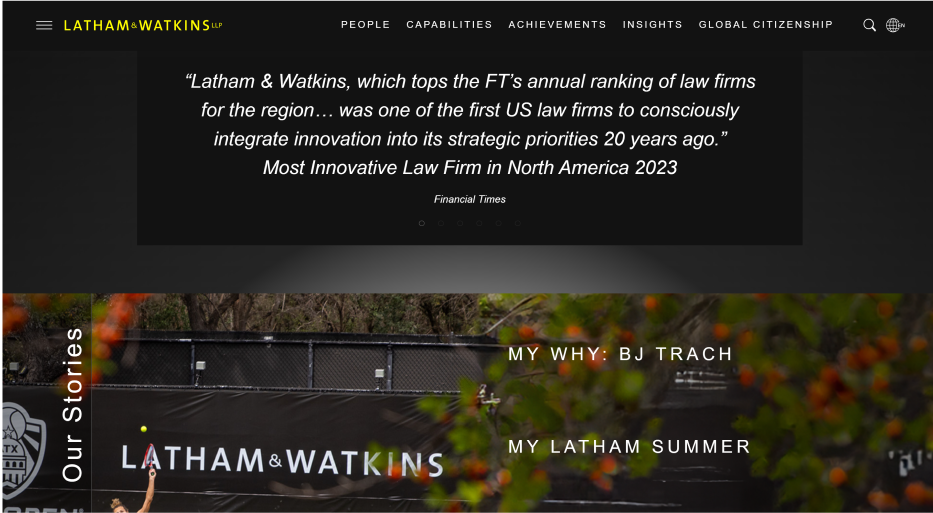 LATHAM&WATKINS LLP
PEOPLE CAPABILITIES ACHIEVEMENTS INSIGHTS GLOBAL CITIZENSHIP EN
“Latham & Watkins, which tops the FT’s annual ranking of law firms
for the region… was one of the first US law firms to consciously
integrate innovation into its strategic priorities 20 years ago.”
Most Innovative Law Firm in North America 2023
Financial Times
Our Stories
MY WHY: BJ TRACH
MY LATHAM SUMMER
LATHAM&WATKINS
ATX
OPEN